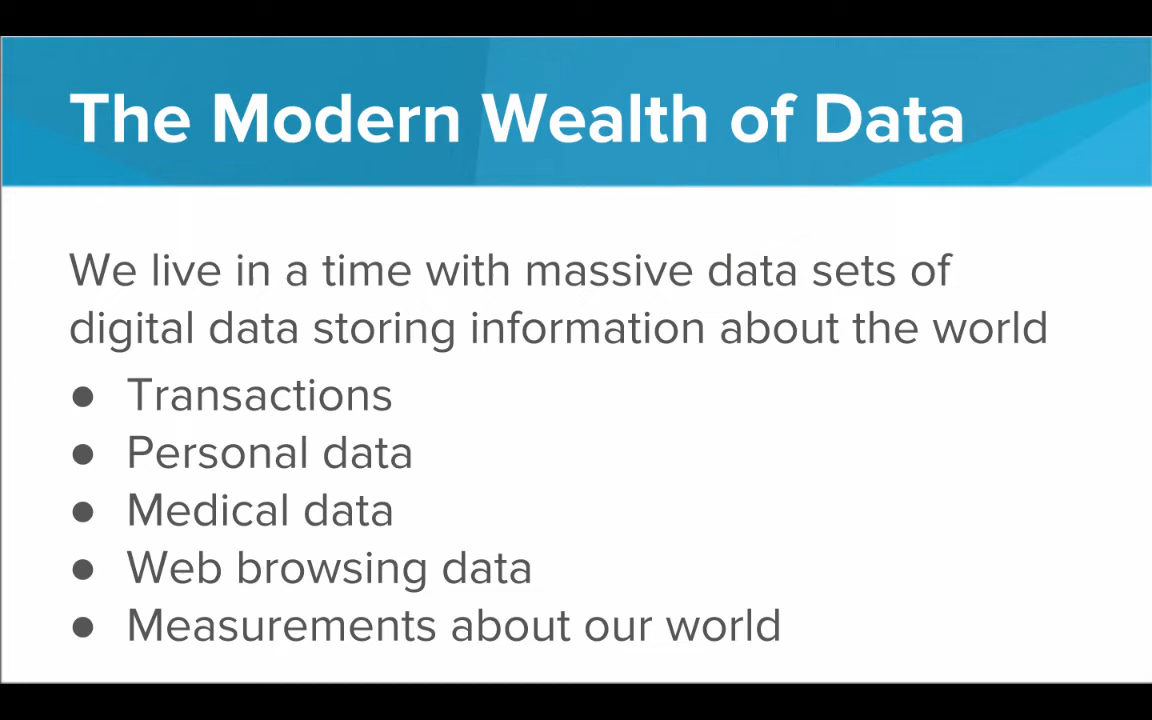 The Modern Wealth of Data
We live in a time with massive data sets of
digital data storing information about the world
● Transactions
● Personal data
● Medical data
● Web browsing data
● Measurements about our world